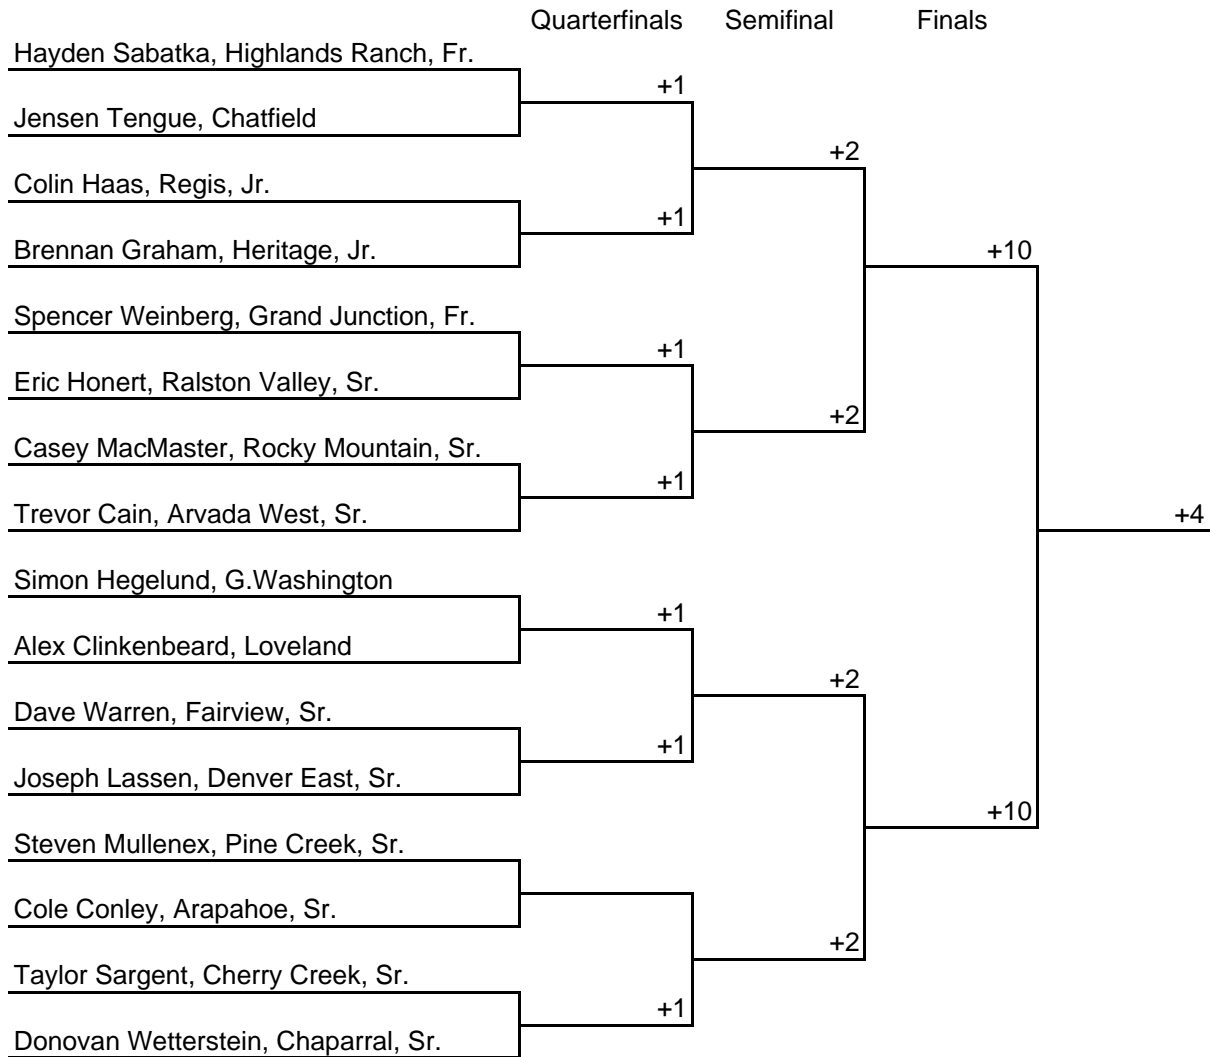 Quarterfinals Semifinal Finals
Hayden Sabatka, Highlands Ranch, Fr.
+1
Jensen Tengue, Chatfield
+2
Colin Haas, Regis, Jr.
+1
Brennan Graham, Heritage, Jr.
+10
Spencer Weinberg, Grand Junction, Fr.
+1
Eric Honert, Ralston Valley, Sr.
+2
Casey MacMaster, Rocky Mountain, Sr.
+1
Trevor Cain, Arvada West, Sr.
+4
Simon Hegelund, G.Washington
+1
Alex Clinkenbeard, Loveland
+2
Dave Warren, Fairview, Sr.
+1
Joseph Lassen, Denver East, Sr.
+10
Steven Mullenex, Pine Creek, Sr.
Cole Conley, Arapahoe, Sr.
+2
Taylor Sargent, Cherry Creek, Sr.
+1
Donovan Wetterstein, Chaparral, Sr.